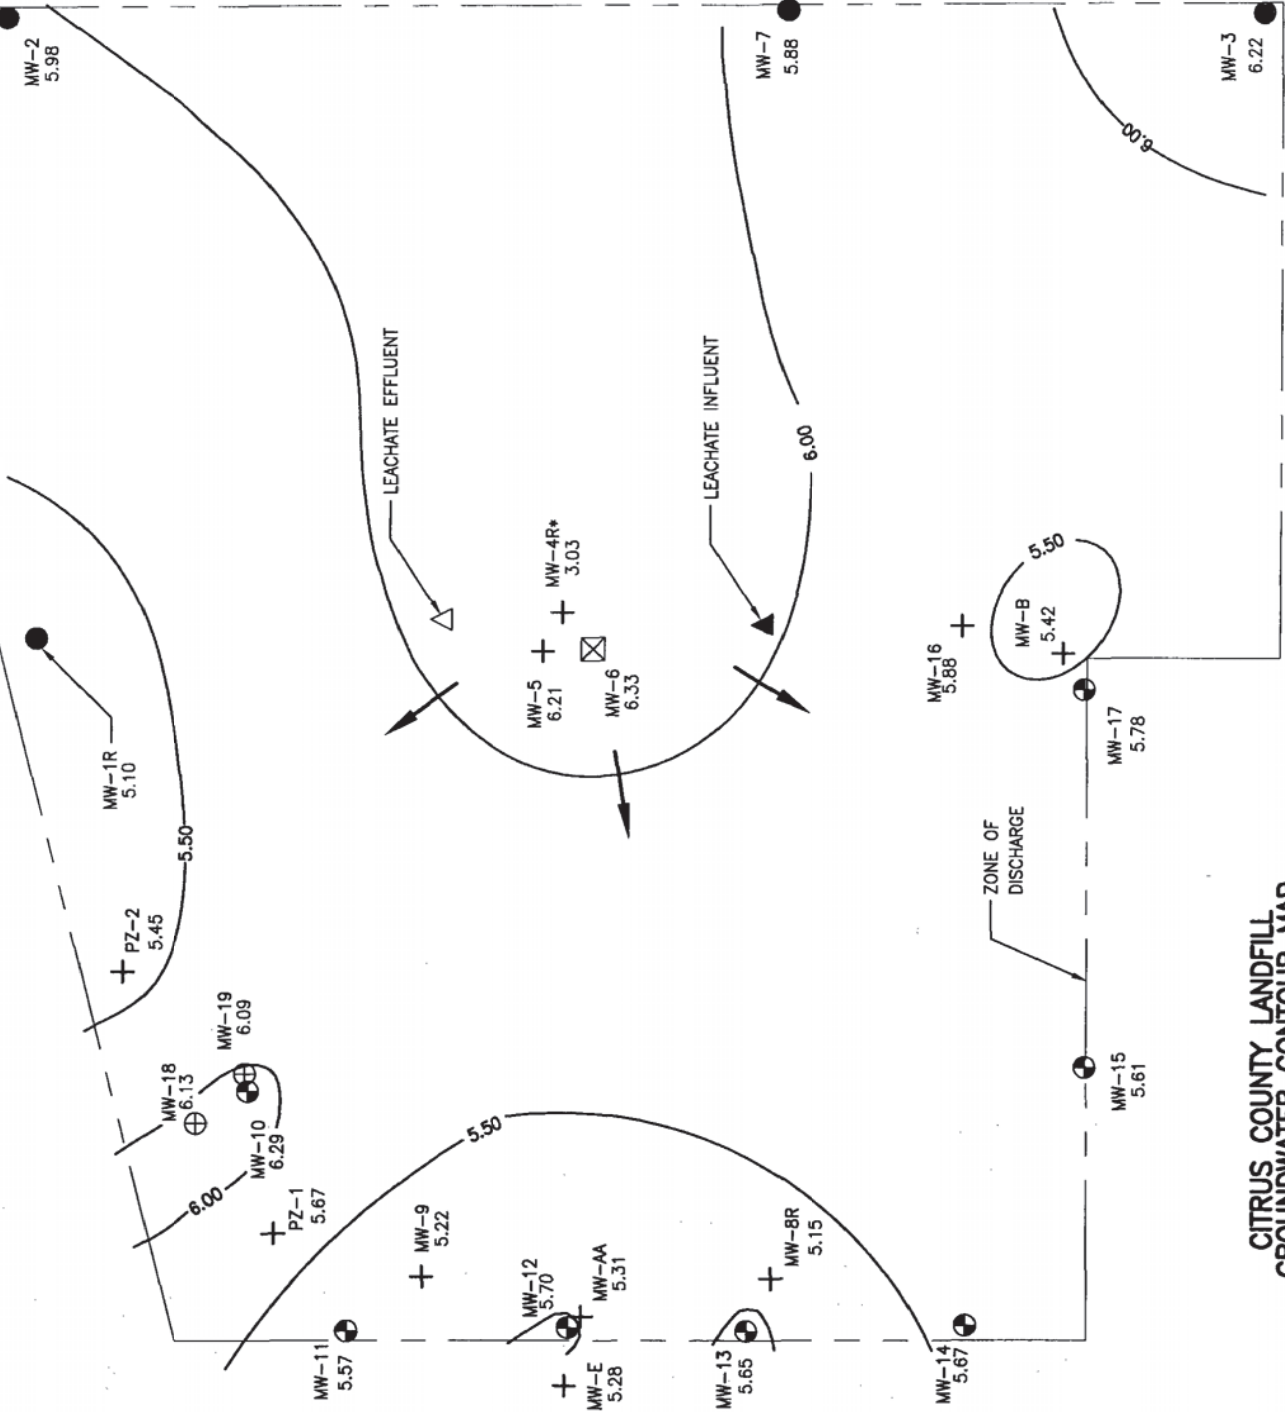 MW-2
5.98
MW-7
5.88
MW-3
6.22
6.00
LEACHATE EFFLUENT
LEACHATE INFLUENT
6.00
MW-4R*
3.03
MW-5
6.21
MW-6
6.33
5.50
MW-B
5.42
MW-16
5.88
MW-17
5.78
MW-1R
5.10
5.50
PZ-2
5.45
ZONE OF
DISCHARGE
MW-19
6.09
MW-18
6.13
MW-10
6.29
6.00
PZ-1
5.67
5.50
MW-15
5.61
MW-9
5.22
MW-12
5.70
MW-AA
5.31
MW-8R
5.15
MW-11
5.57
MW-E
5.28
MW-13
5.65
MW-14
5.67
CITRUS COUNTY LANDFILL
GROUNDWATER CONTOUR MAP